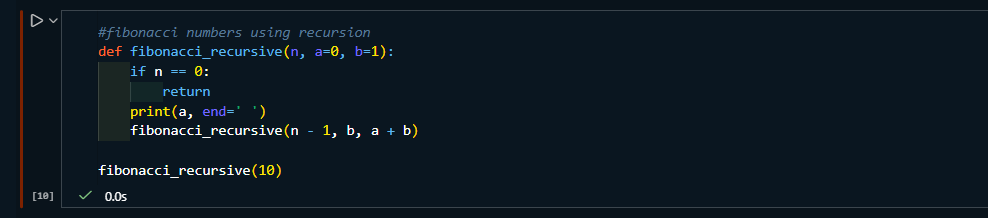 #fibonacci numbers using recursion
def fibonacci_recursive(n, a=0, b=1):
    if n == 0:
        return
    print(a, end=' ')
    fibonacci_recursive(n - 1, b, a + b)

fibonacci_recursive(10)
[10]
0.0s